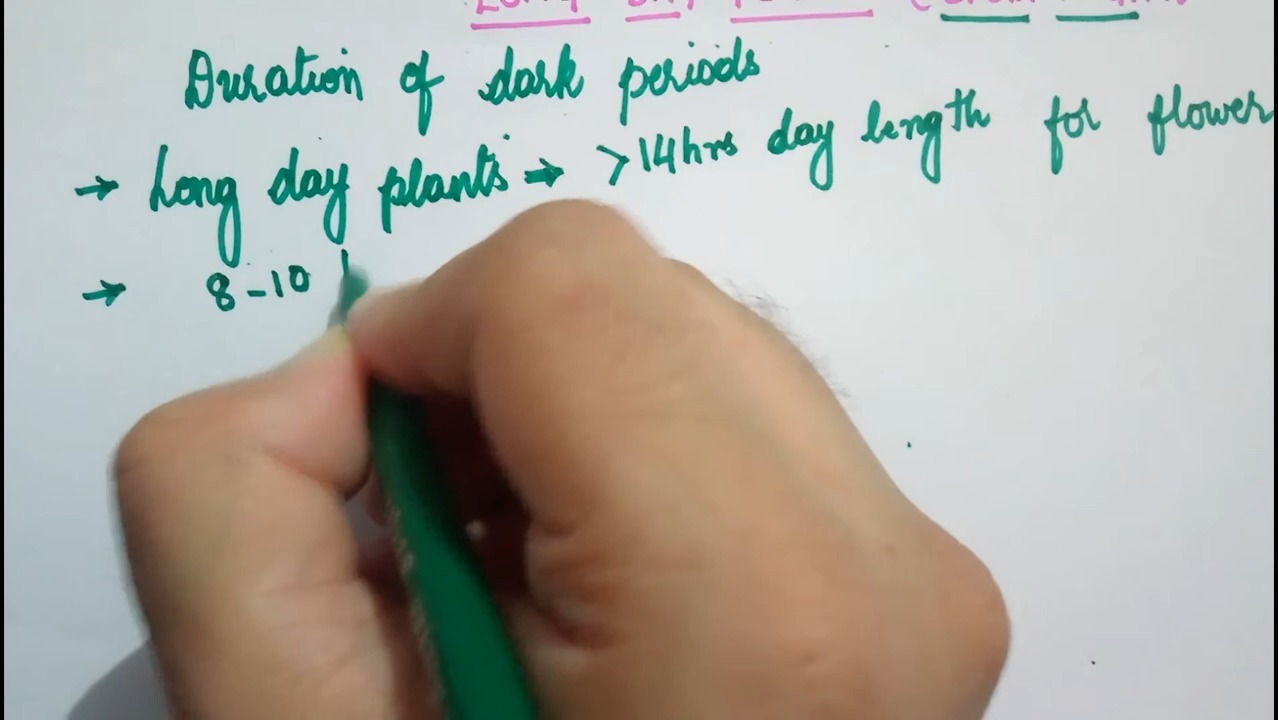 Duration of dark periods
→ Long day plants → >14hrs day length for flower
→ 8-10